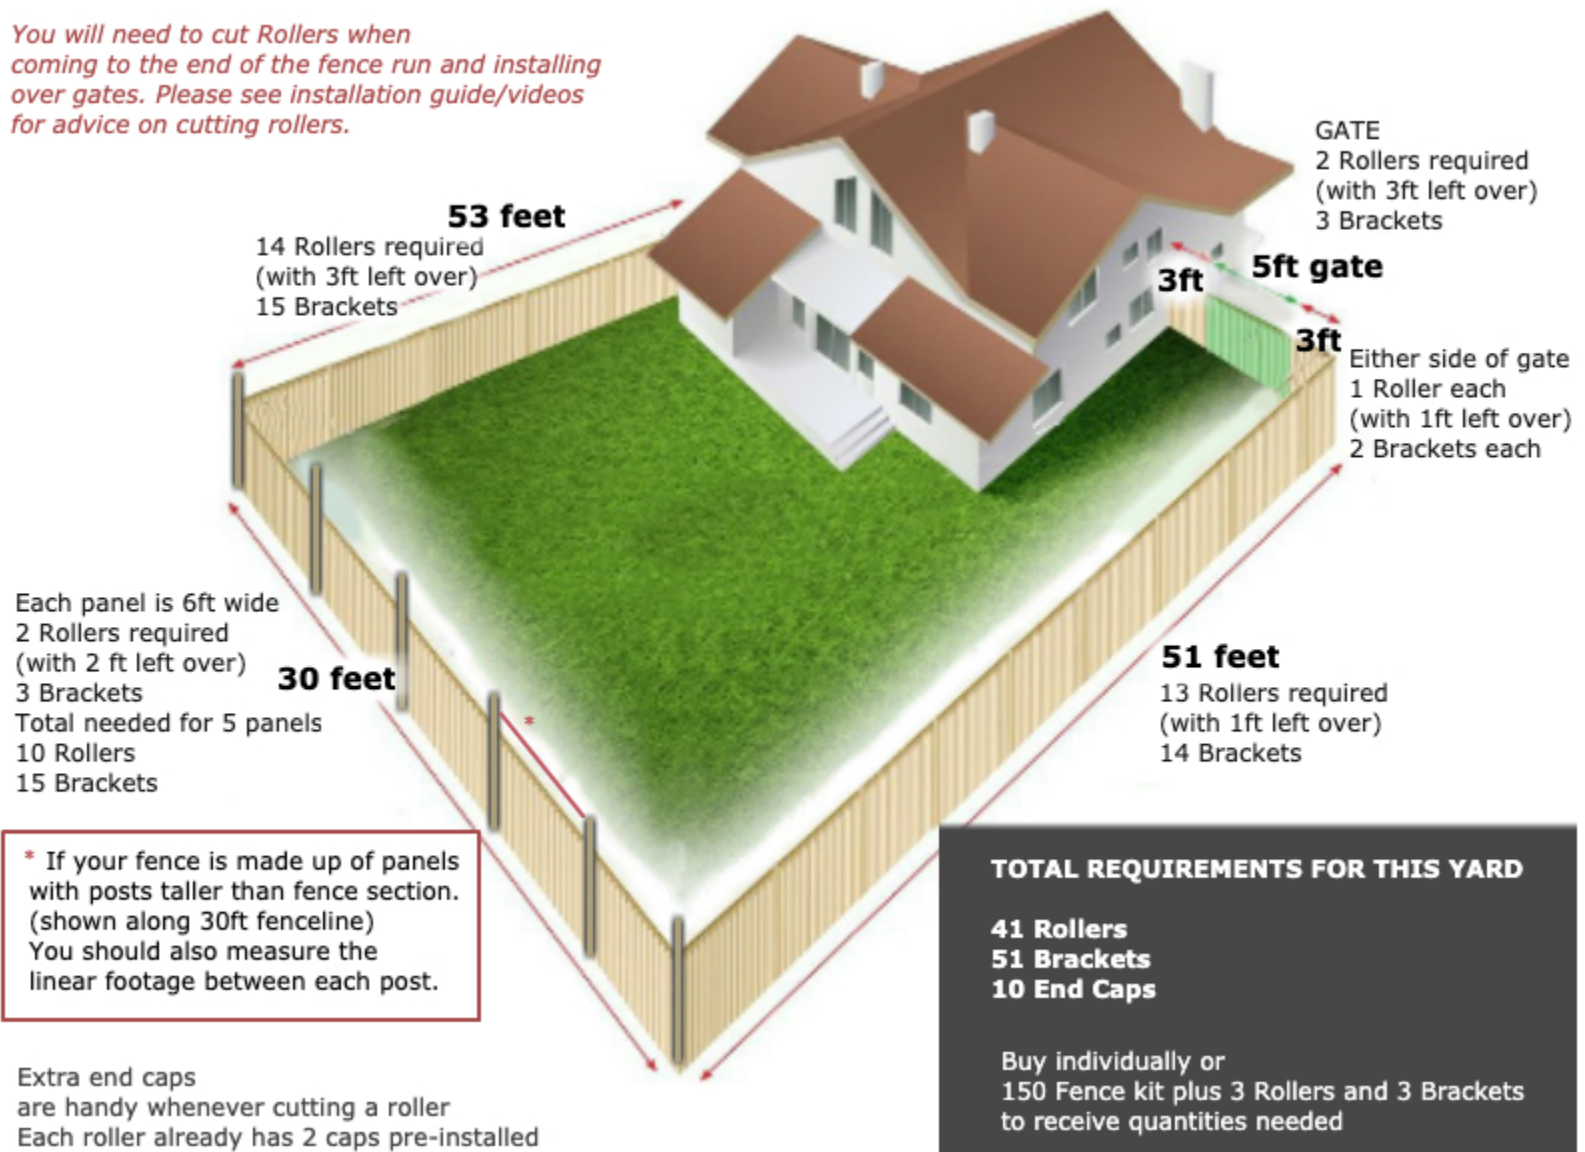 You will need to cut Rollers when
coming to the end of the fence run and installing
over gates. Please see installation guide/videos
for advice on cutting rollers.
GATE
2 Rollers required
(with 3ft left over)
3 Brackets
53 feet
14 Rollers required
(with 3ft left over)
15 Brackets
5ft gate
3ft
3ft
Either side of gate
1 Roller each
(with 1ft left over)
2 Brackets each
Each panel is 6ft wide
2 Rollers required
(with 2 ft left over)
3 Brackets
Total needed for 5 panels
10 Rollers
15 Brackets
30 feet
*
51 feet
13 Rollers required
(with 1ft left over)
14 Brackets
* If your fence is made up of panels
with posts taller than fence section.
(shown along 30ft fenceline)
You should also measure the
linear footage between each post.
TOTAL REQUIREMENTS FOR THIS YARD
41 Rollers
51 Brackets
10 End Caps
Buy individually or
150 Fence kit plus 3 Rollers and 3 Brackets
to receive quantities needed
Extra end caps
are handy whenever cutting a roller
Each roller already has 2 caps pre-installed